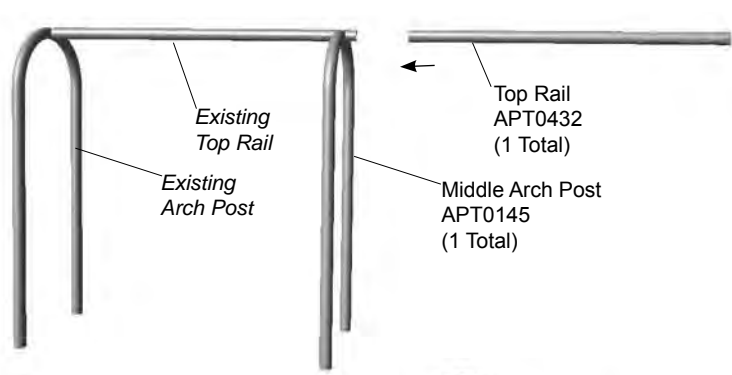 Existing
Top Rail
Existing
Arch Post
Top Rail
APT0432
(1 Total)
Middle Arch Post
APT0145
(1 Total)